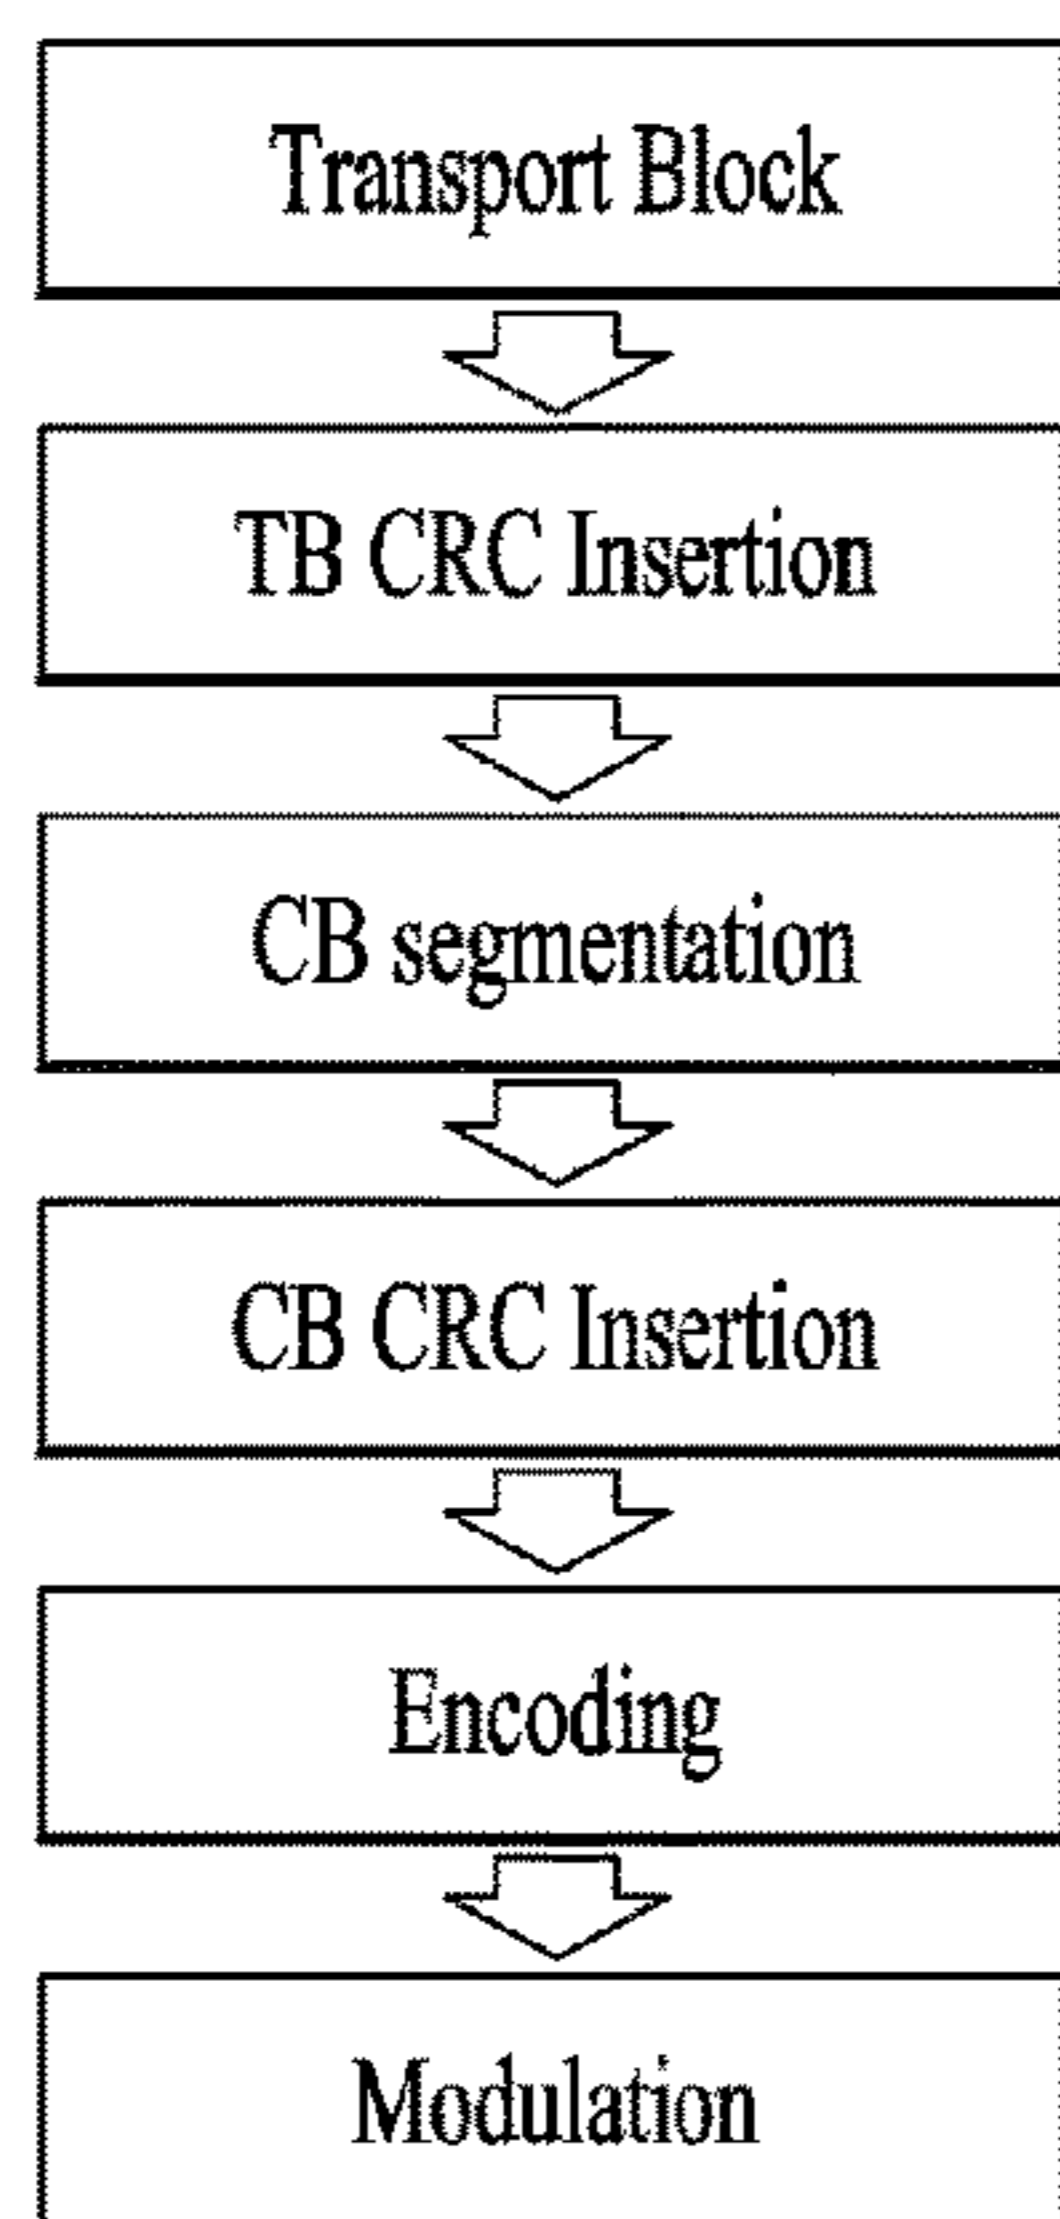 Transport Block
TB CRC Insertion
CB segmentation
CB CRC Insertion
Encoding
Modulation